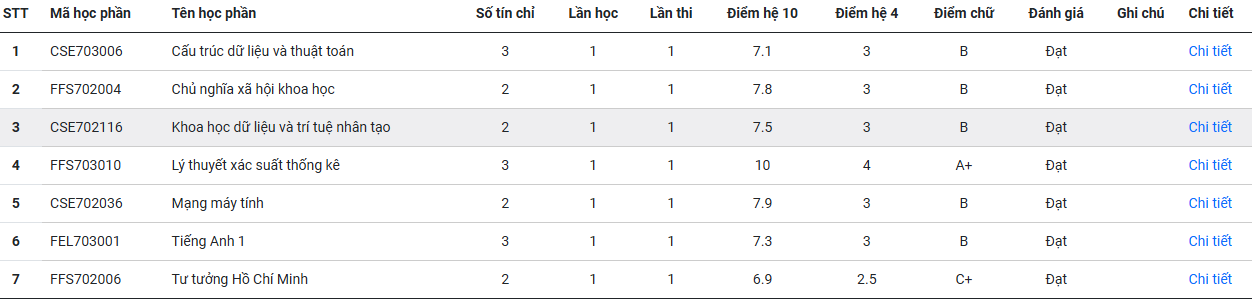 STT Mã học phần Tên học phần Số tín chỉ Lần học Lần thi Điểm hệ 10 Điểm hệ 4 Điểm chữ Đánh giá Ghi chú Chi tiết
1 CSE703006 Cấu trúc dữ liệu và thuật toán 3 1 1 7.1 3 B Đạt Chi tiết
2 FFS702004 Chủ nghĩa xã hội khoa học 2 1 1 7.8 3 B Đạt Chi tiết
3 CSE702116 Khoa học dữ liệu và trí tuệ nhân tạo 2 1 1 7.5 3 B Đạt Chi tiết
4 FFS703010 Lý thuyết xác suất thống kê 3 1 1 10 4 A+ Đạt Chi tiết
5 CSE702036 Mạng máy tính 2 1 1 7.9 3 B Đạt Chi tiết
6 FEL703001 Tiếng Anh 1 3 1 1 7.3 3 B Đạt Chi tiết
7 FFS702006 Tư tưởng Hồ Chí Minh 2 1 1 6.9 2.5 C+ Đạt Chi tiết